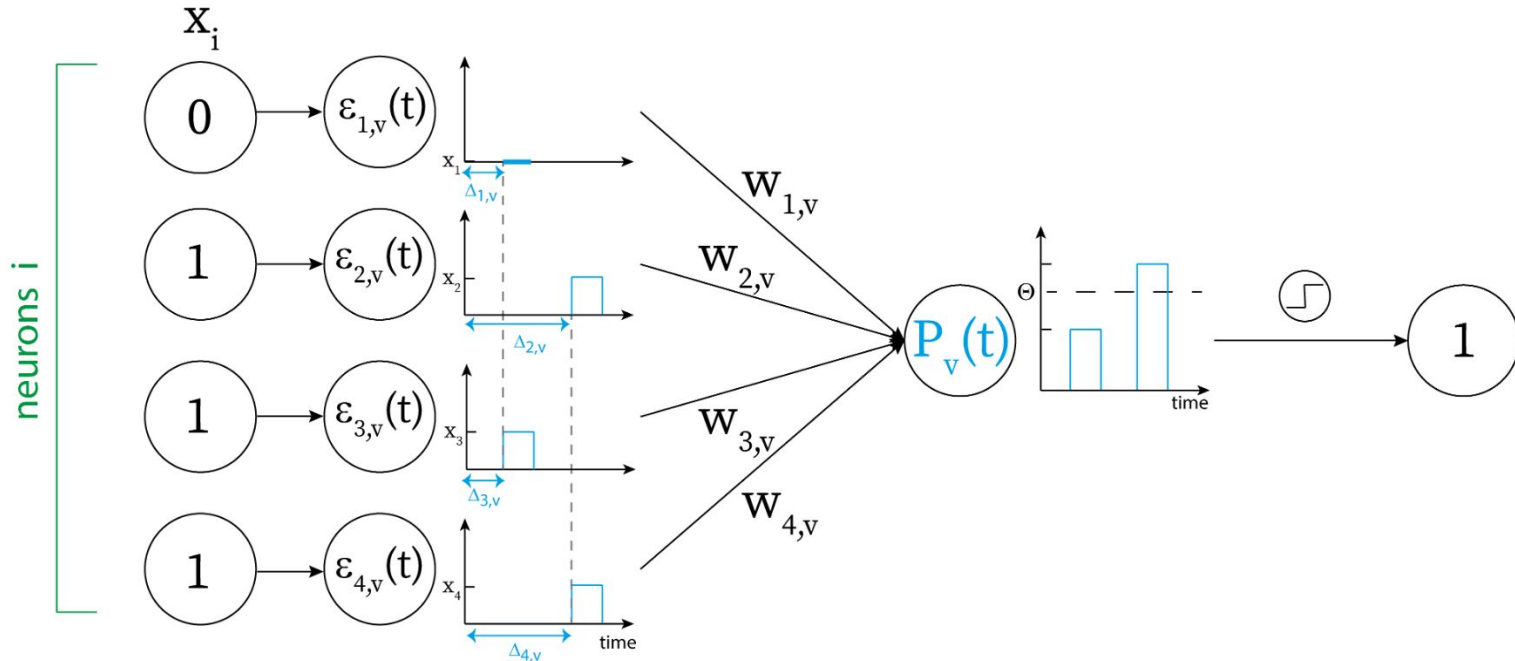 xᵢ
neurons i
0
ε₁,ᵥ(t)
x₁
Δ₁,ᵥ
w₁,ᵥ
1
ε₂,ᵥ(t)
x₂
Δ₂,ᵥ
w₂,ᵥ
1
ε₃,ᵥ(t)
x₃
Δ₃,ᵥ
w₃,ᵥ
1
ε₄,ᵥ(t)
x₄
Δ₄,ᵥ
time
w₄,ᵥ
Pᵥ(t)
Θ
time
1